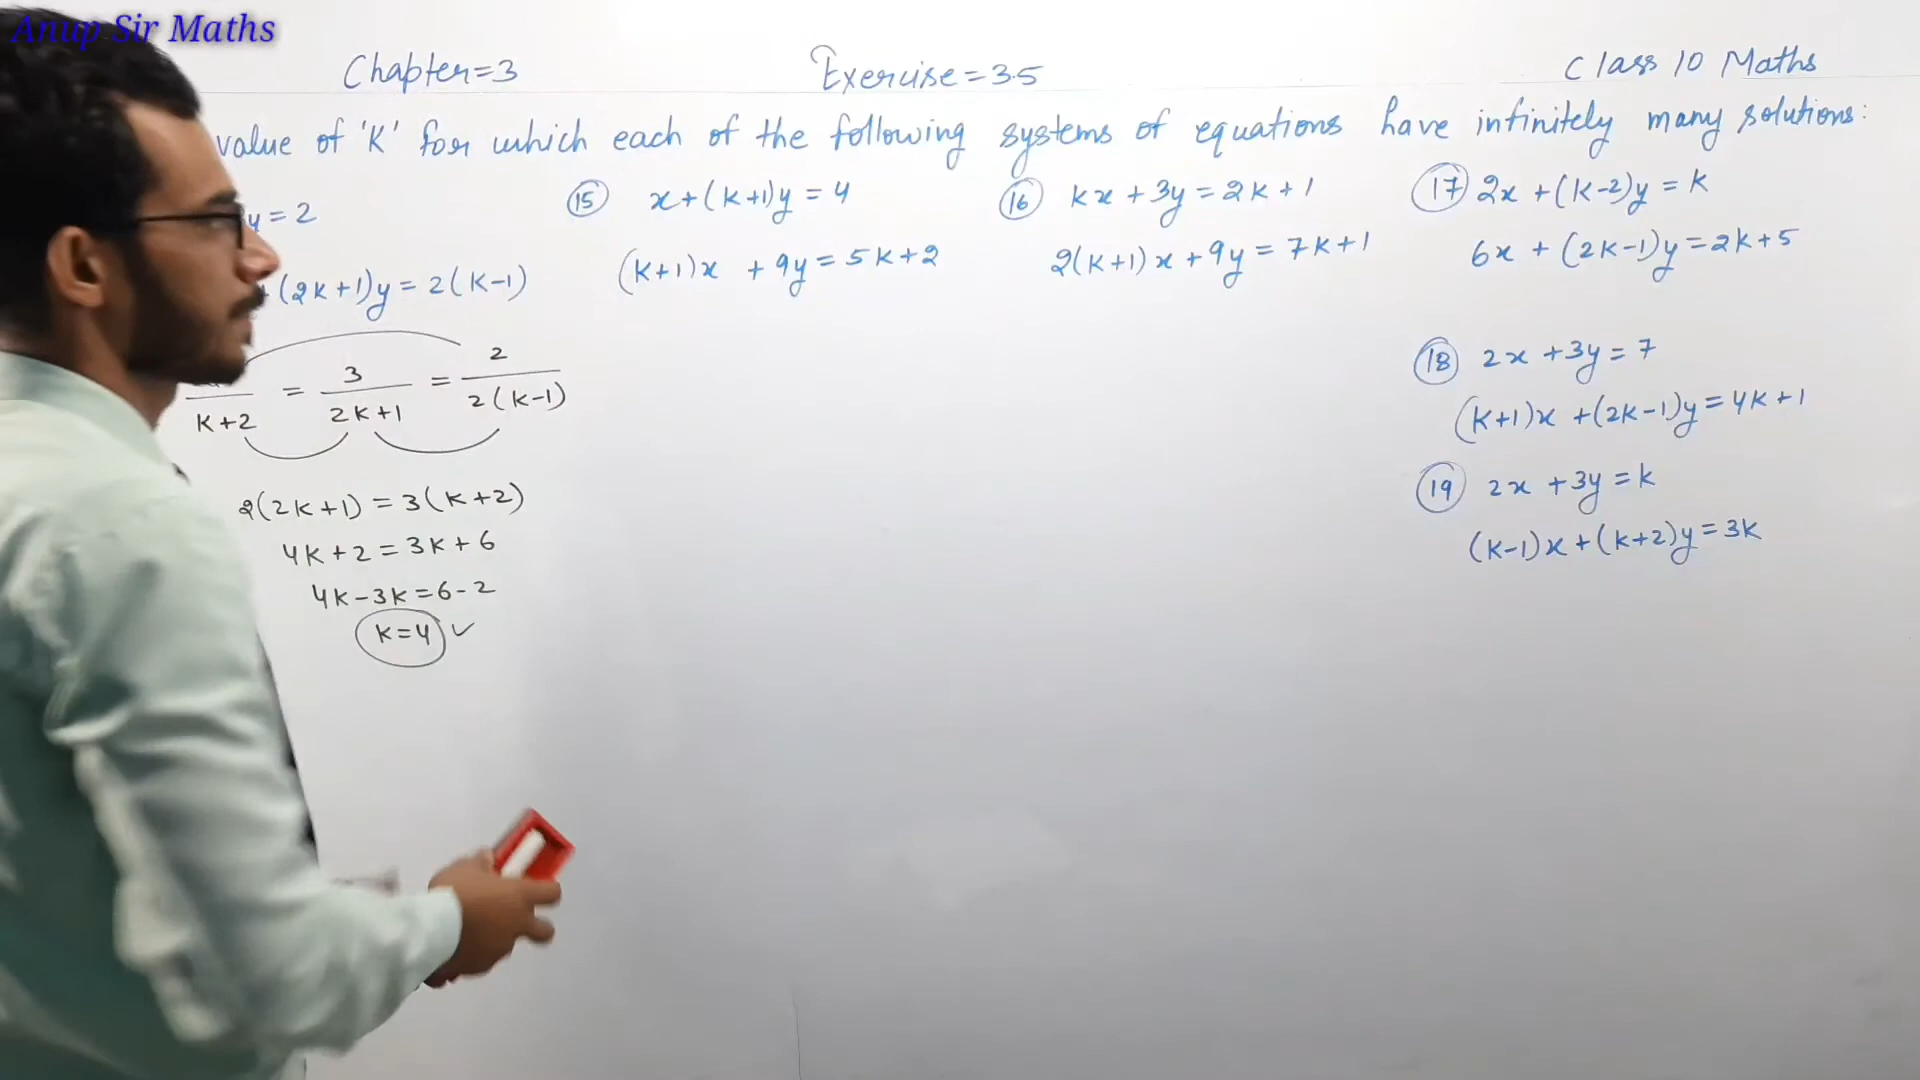 Anup Sir Maths
Chapter=3 Exercise=3.5 Class 10 Maths
value of 'K' for which each of the following systems of equations have infinitely many solutions:
y=2
(2k+1)y=2(k-1)
k+2 = 3/2k+1 = 2/2(k-1)
2(2k+1)=3(k+2)
4k+2=3k+6
4k-3k=6-2
k=4 ✓
(15) x+(k+1)y=4
(k+1)x +9y=5k+2
(16) kx+3y=2k+1
2(k+1)x+9y=7k+1
(17) 2x+(k-2)y=k
6x+(2k-1)y=2k+5
(18) 2x+3y=7
(k+1)x+(2k-1)y=4k+1
(19) 2x+3y=k
(k-1)x+(k+2)y=3k